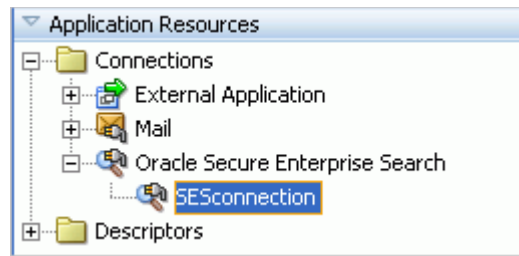 Application Resources
Connections
External Application
Mail
Oracle Secure Enterprise Search
SESconnection
Descriptors